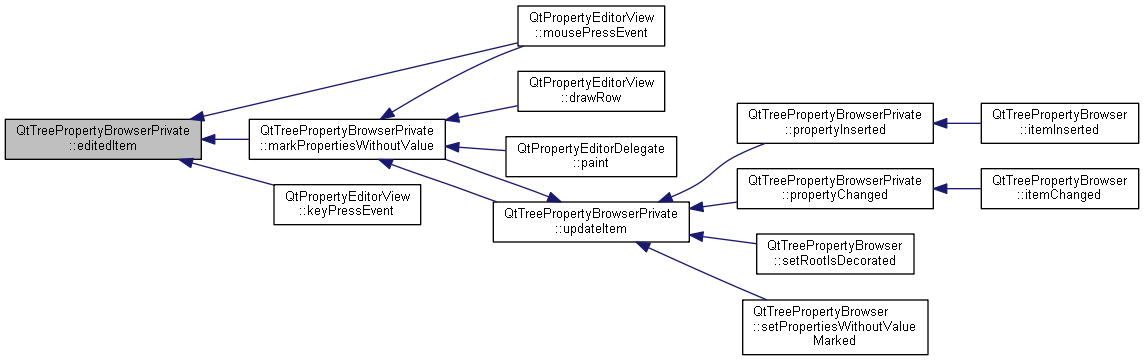 QtTreePropertyBrowserPrivate
::editedItem
QtPropertyEditorView
::mousePressEvent
QtTreePropertyBrowserPrivate
::markPropertiesWithoutValue
QtPropertyEditorView
::keyPressEvent
QtPropertyEditorView
::drawRow
QtPropertyEditorDelegate
::paint
QtTreePropertyBrowserPrivate
::updateItem
QtTreePropertyBrowserPrivate
::propertyInserted
QtTreePropertyBrowser
::itemInserted
QtTreePropertyBrowserPrivate
::propertyChanged
QtTreePropertyBrowser
::itemChanged
QtTreePropertyBrowser
::setRootIsDecorated
QtTreePropertyBrowser
::setPropertiesWithoutValue
Marked